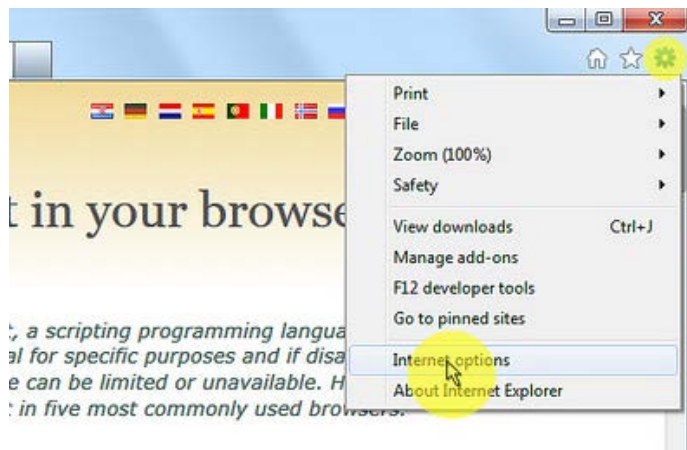 Print
File
Zoom (100%)
Safety
View downloads Ctrl+J
Manage add-ons
F12 developer tools
Go to pinned sites
Internet options
About Internet Explorer
t in your browse
, a scripting programming langua
al for specific purposes and if disa
e can be limited or unavailable. H
t in five most commonly used browsers.